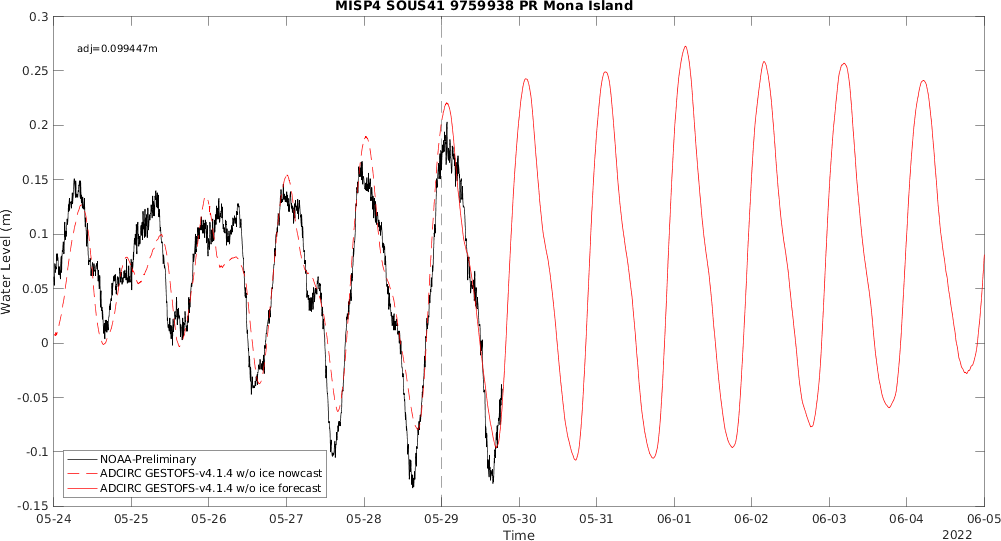 MISP4 SOUS41 9759938 PR Mona Island
adj=0.099447m
0.3
0.25
0.2
0.15
0.1
0.05
0
-0.05
-0.1
-0.15
Water Level (m)
NOAA-Preliminary
ADCIRC GESTOFS-v4.1.4 w/o ice nowcast
ADCIRC GESTOFS-v4.1.4 w/o ice forecast
05-24 05-25 05-26 05-27 05-28 05-29 05-30 05-31 06-01 06-02 06-03 06-04 06-05
Time
2022